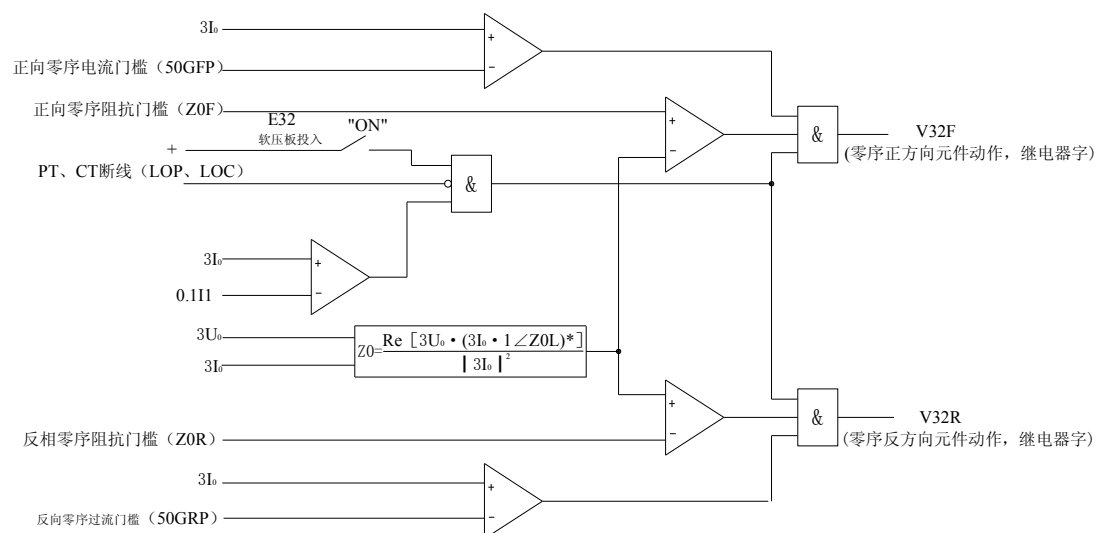 3I₀
+
正向零序电流门槛（50GFP）
−
正向零序阻抗门槛（Z0F）
+
−
E32
"ON"
软压板投入
+
PT、CT断线（LOP、LOC）
&
&
V32F
(零序正方向元件动作，继电器字)
3I₀
+
0.1I1
−
3U₀
3I₀
Z0=
Re［3U₀·(3I₀·1∠Z0L)*］
|3I₀|²
+
反相零序阻抗门槛（Z0R）
−
&
V32R
(零序反方向元件动作，继电器字)
3I₀
+
反向零序过流门槛（50GRP）
−